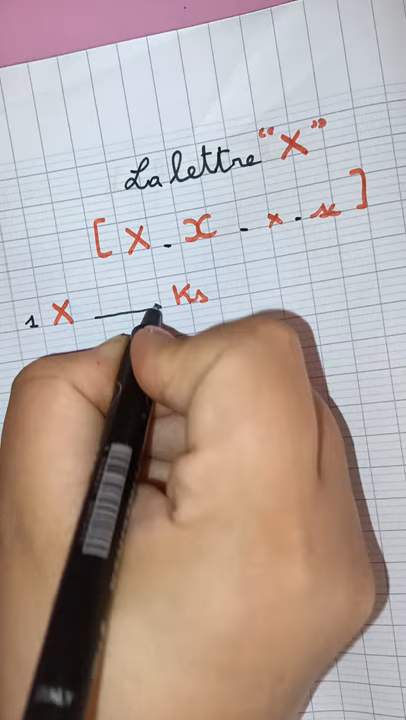 La lettre "X"
[ X - x - x - x ]
1 X → Ks